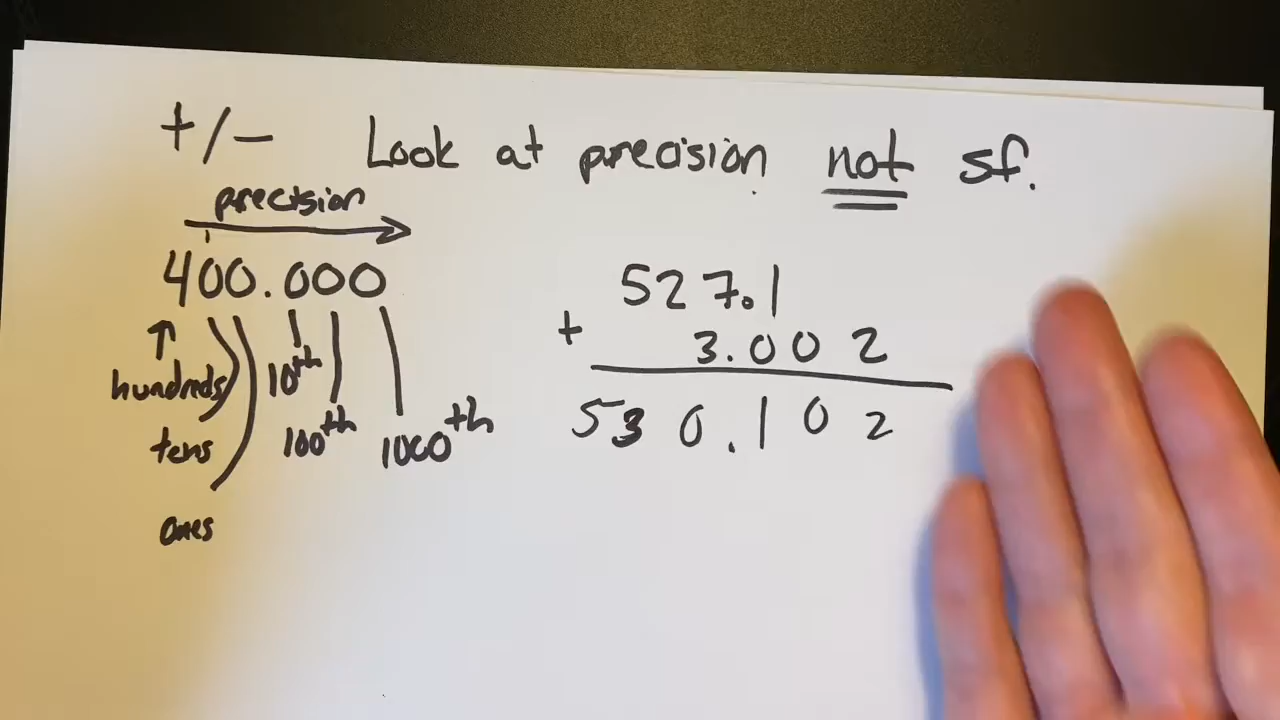 +/- Look at precision not sf.
precision
400.000
hundreds
tens
ones
10th
100th
1000th
527.1
+ 3.002
530.102